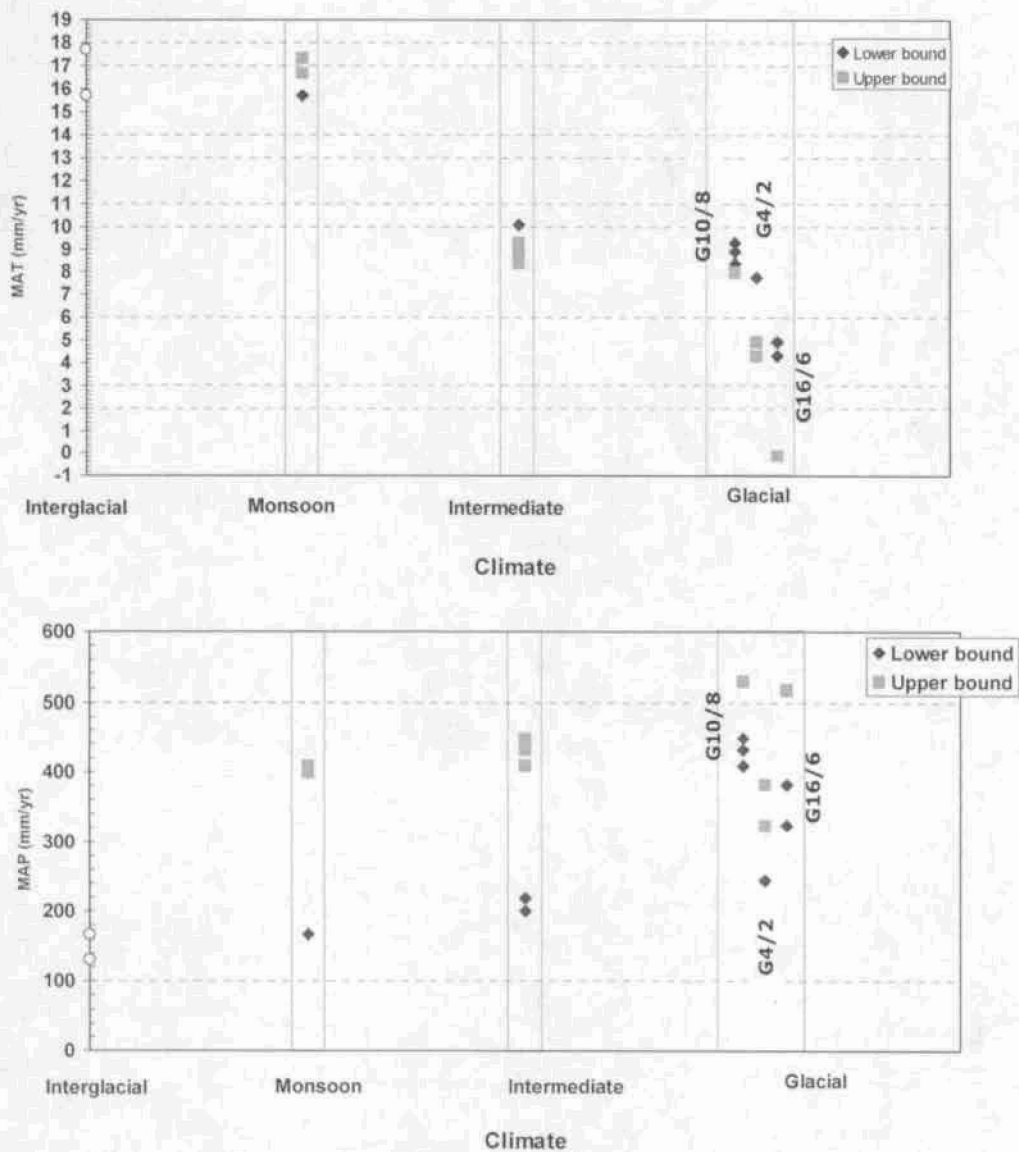 19
18
17
16
15
14
13
12
11
10
9
8
7
6
5
4
3
2
1
0
-1
MAT (mm/yr)
Lower bound
Upper bound
G10/8
G4/2
G16/6
Interglacial
Monsoon
Intermediate
Glacial
Climate
600
500
400
300
200
100
0
MAP (mm/yr)
Lower bound
Upper bound
G10/8
G16/6
G4/2
Interglacial
Monsoon
Intermediate
Glacial
Climate